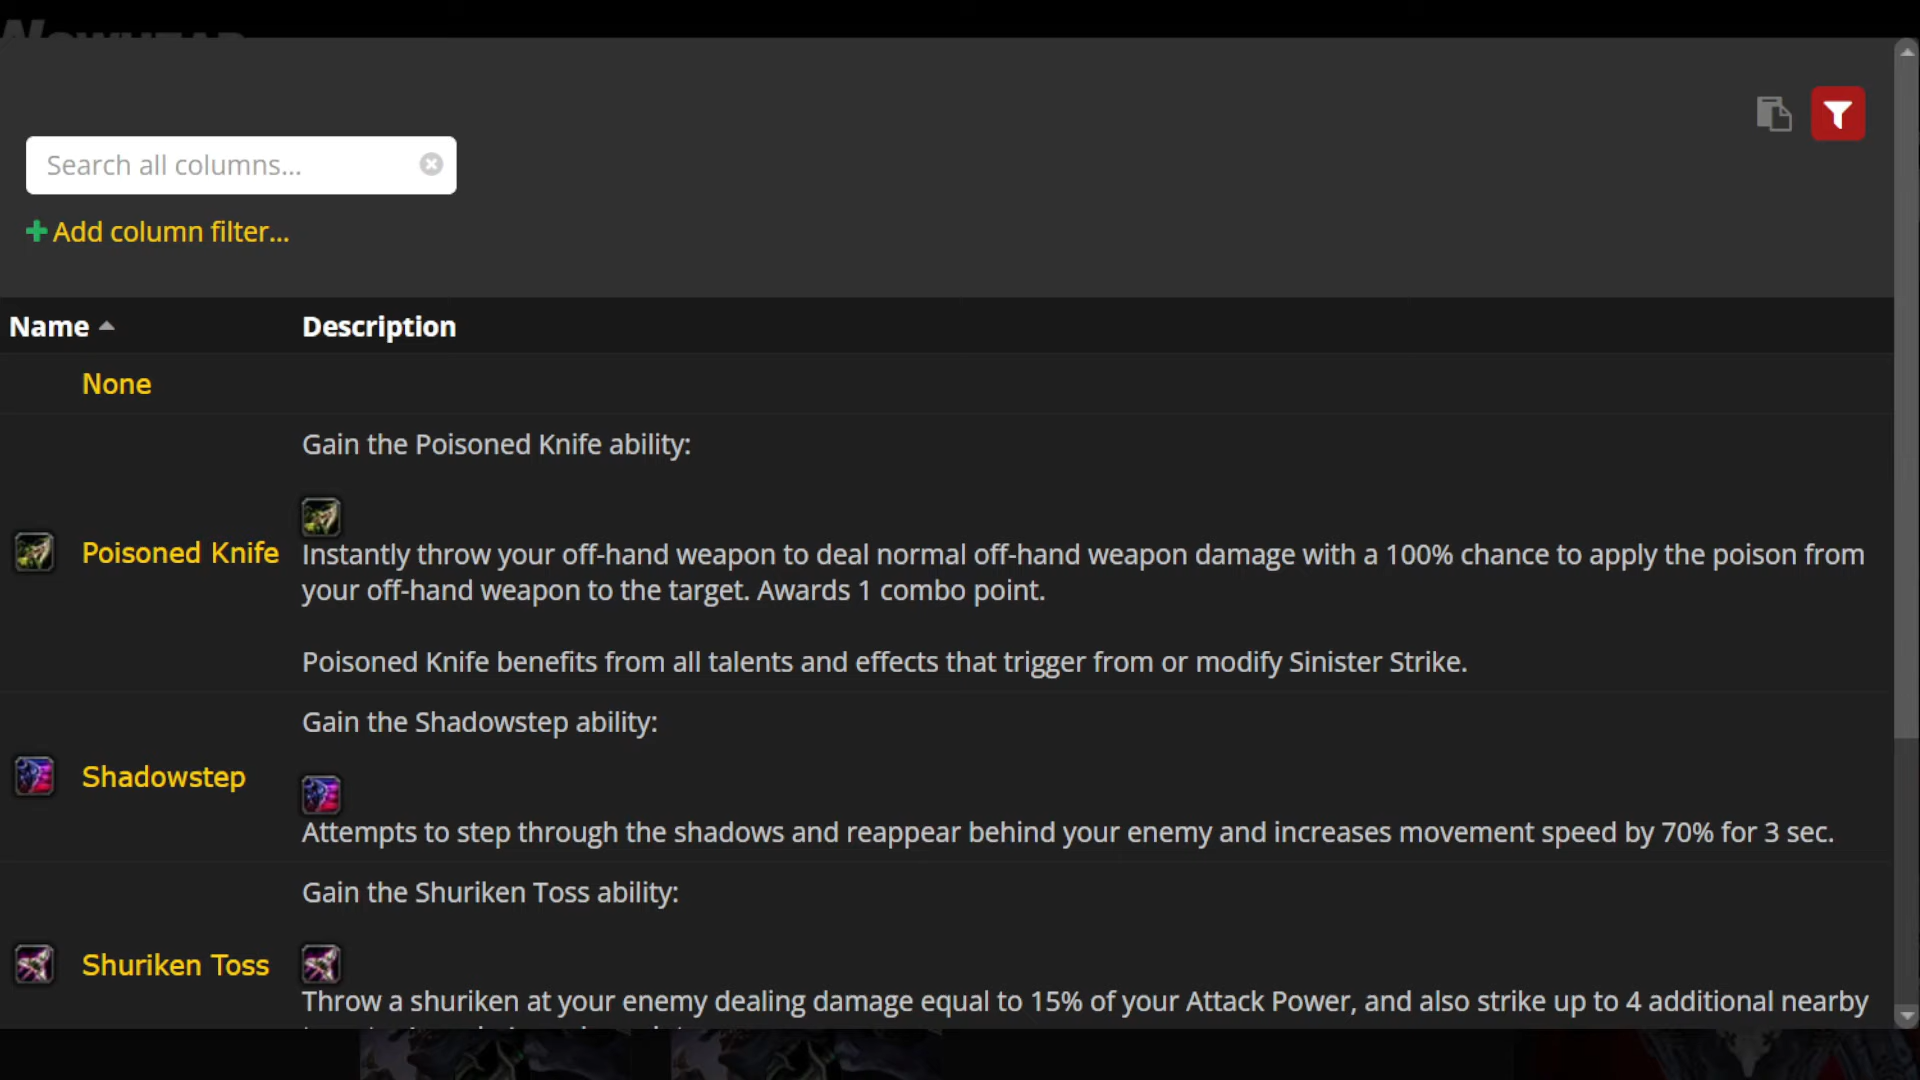 Search all columns...
Add column filter...
Name Description
None
Gain the Poisoned Knife ability:
Poisoned Knife
Instantly throw your off-hand weapon to deal normal off-hand weapon damage with a 100% chance to apply the poison from
your off-hand weapon to the target. Awards 1 combo point.
Poisoned Knife benefits from all talents and effects that trigger from or modify Sinister Strike.
Gain the Shadowstep ability:
Shadowstep
Attempts to step through the shadows and reappear behind your enemy and increases movement speed by 70% for 3 sec.
Gain the Shuriken Toss ability:
Shuriken Toss
Throw a shuriken at your enemy dealing damage equal to 15% of your Attack Power, and also strike up to 4 additional nearby